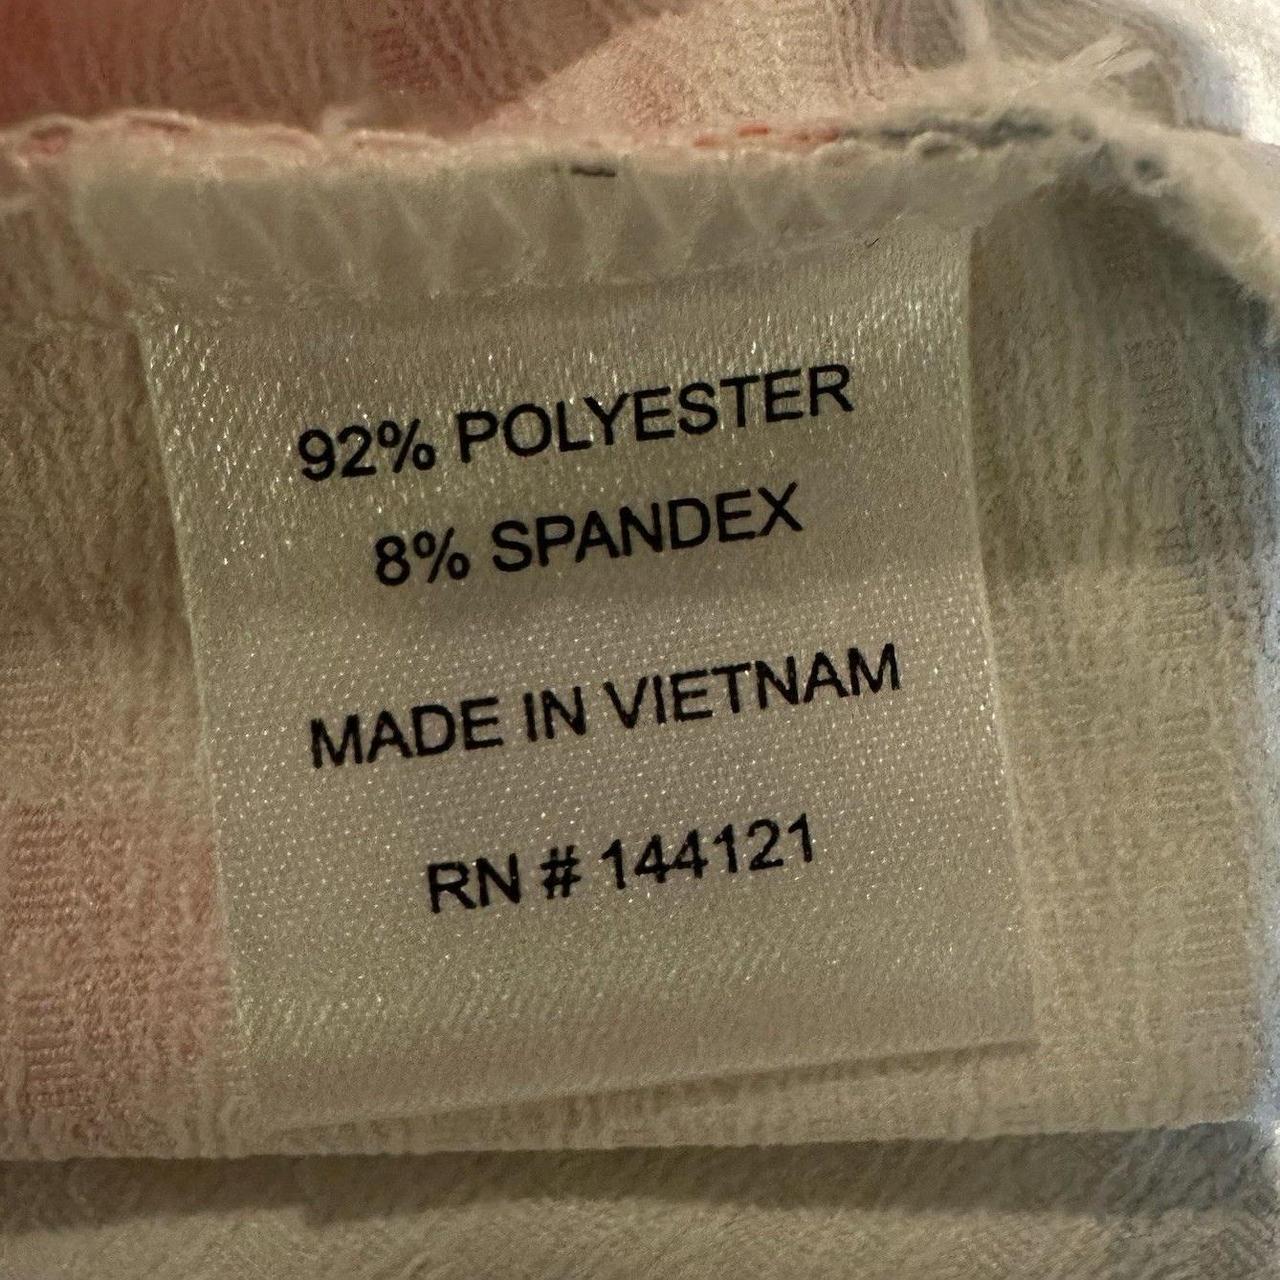 92% POLYESTER
8% SPANDEX
MADE IN VIETNAM
RN # 144121